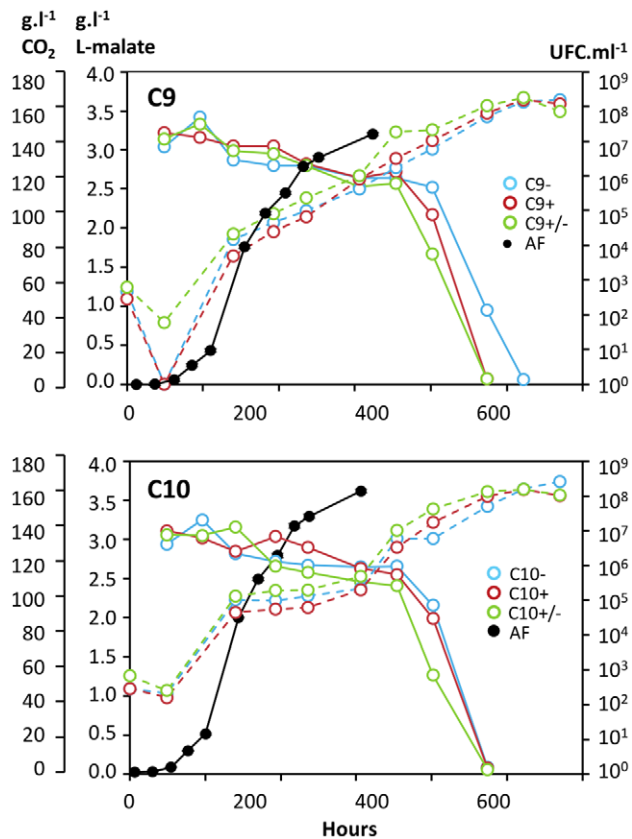 g.l⁻¹ g.l⁻¹
CO₂ L-malate UFC.ml⁻¹
C9
180 160 140 120 100 80 60 40 20 0
4.0 3.5 3.0 2.5 2.0 1.5 1.0 0.5 0.0
10⁹ 10⁸ 10⁷ 10⁶ 10⁵ 10⁴ 10³ 10² 10¹ 10⁰
C9-
C9+
C9+/-
AF
0 200 400 600
C10
180 160 140 120 100 80 60 40 20 0
4.0 3.5 3.0 2.5 2.0 1.5 1.0 0.5 0.0
10⁹ 10⁸ 10⁷ 10⁶ 10⁵ 10⁴ 10³ 10² 10¹ 10⁰
C10-
C10+
C10+/-
AF
0 200 400 600
Hours